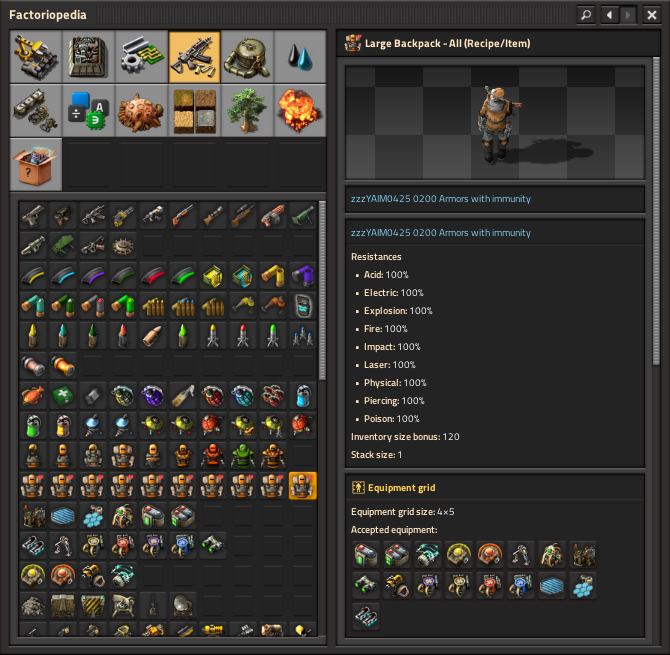 Factoriopedia
Large Backpack - All (Recipe/Item)
zzzYAIM0425 0200 Armors with immunity
zzzYAIM0425 0200 Armors with immunity
Resistances
▪ Acid: 100%
▪ Electric: 100%
▪ Explosion: 100%
▪ Fire: 100%
▪ Impact: 100%
▪ Laser: 100%
▪ Physical: 100%
▪ Piercing: 100%
▪ Poison: 100%
Inventory size bonus: 120
Stack size: 1
Equipment grid
Equipment grid size: 4×5
Accepted equipment: